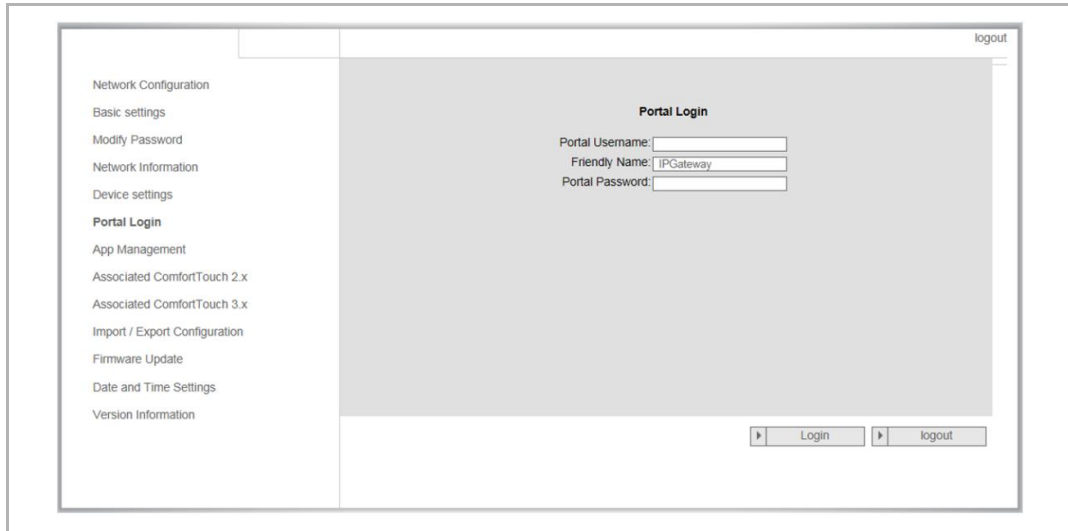 logout
Network Configuration
Basic settings
Modify Password
Network Information
Device settings
Portal Login
App Management
Associated ComfortTouch 2.x
Associated ComfortTouch 3.x
Import / Export Configuration
Firmware Update
Date and Time Settings
Version Information
Portal Login
Portal Username:
Friendly Name: IPGateway
Portal Password:
Login
logout